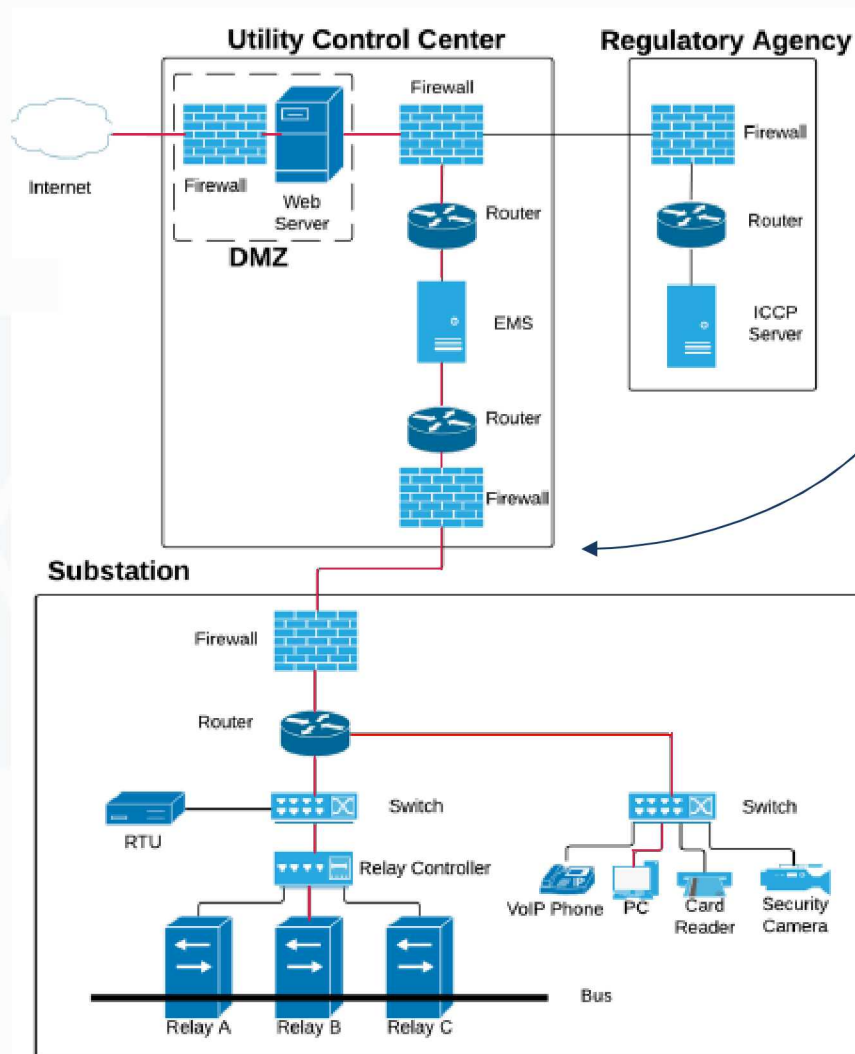 Utility Control Center
Regulatory Agency
Firewall
Internet
Firewall
Web
Server
DMZ
Router
EMS
Router
Firewall
Firewall
Router
ICCP
Server
Substation
Firewall
Router
Switch
RTU
Relay Controller
Switch
VoIP Phone
PC
Card
Reader
Security
Camera
Bus
Relay A
Relay B
Relay C
IP